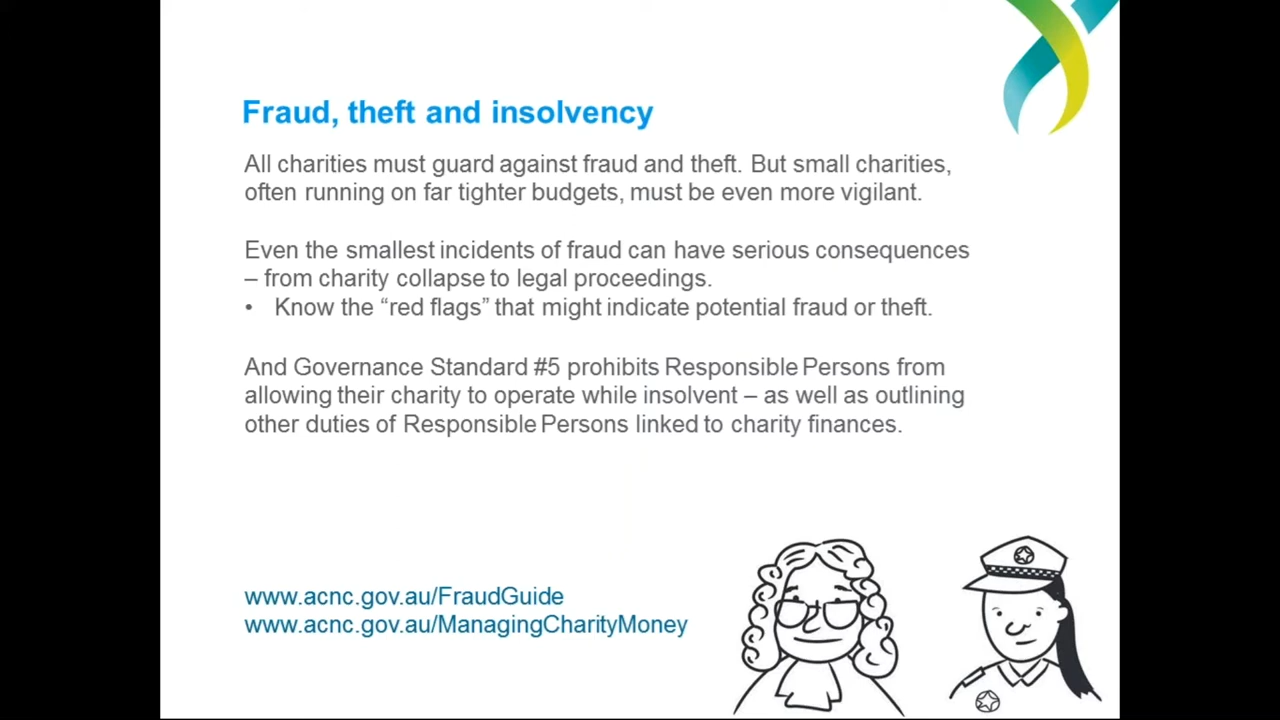 Fraud, theft and insolvency
All charities must guard against fraud and theft. But small charities,
often running on far tighter budgets, must be even more vigilant.
Even the smallest incidents of fraud can have serious consequences
– from charity collapse to legal proceedings.
• Know the “red flags” that might indicate potential fraud or theft.
And Governance Standard #5 prohibits Responsible Persons from
allowing their charity to operate while insolvent – as well as outlining
other duties of Responsible Persons linked to charity finances.
www.acnc.gov.au/FraudGuide
www.acnc.gov.au/ManagingCharityMoney